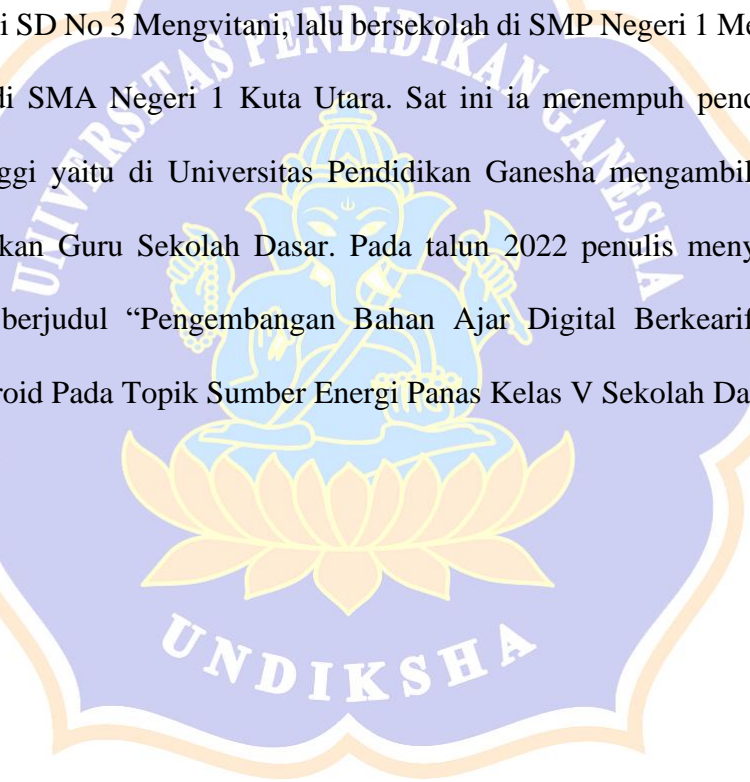 i SD No 3 Mengvitani, lalu bersekolah di SMP Negeri 1 Me
di SMA Negeri 1 Kuta Utara. Sat ini ia menempuh pend
ggi yaitu di Universitas Pendidikan Ganesha mengambil
kan Guru Sekolah Dasar. Pada talun 2022 penulis meny
berjudul “Pengembangan Bahan Ajar Digital Berkearif
roid Pada Topik Sumber Energi Panas Kelas V Sekolah Da
UNIVERSITAS PENDIDIKAN GANESHA
UNDIKSHA